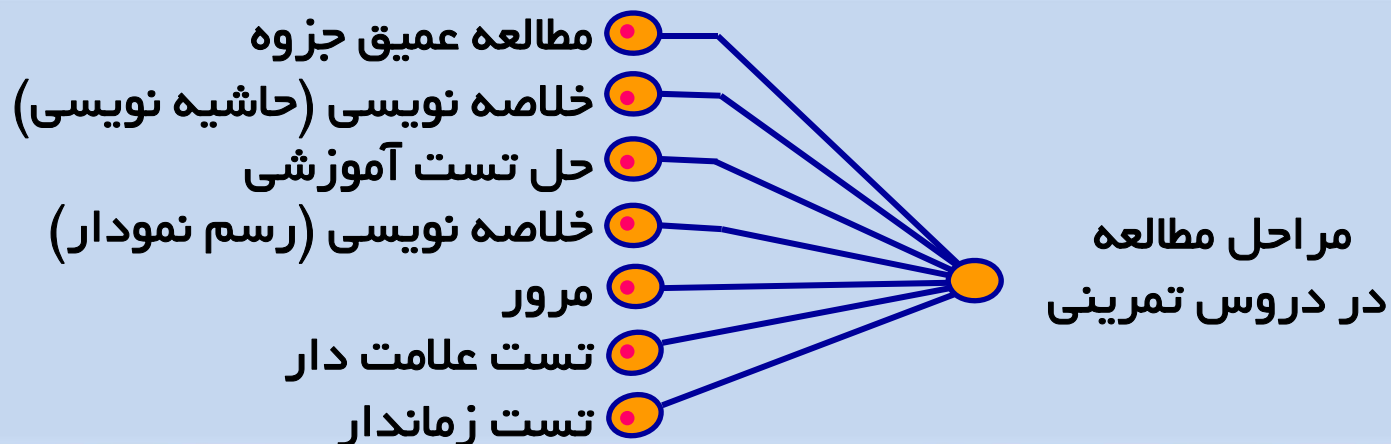 مراحل مطالعه
در دروس تمرینی
مطالعه عمیق جزوه
خلاصه نویسی (حاشیه نویسی)
حل تست آموزشی
خلاصه نویسی (رسم نمودار)
مرور
تست علامت دار
تست زماندار